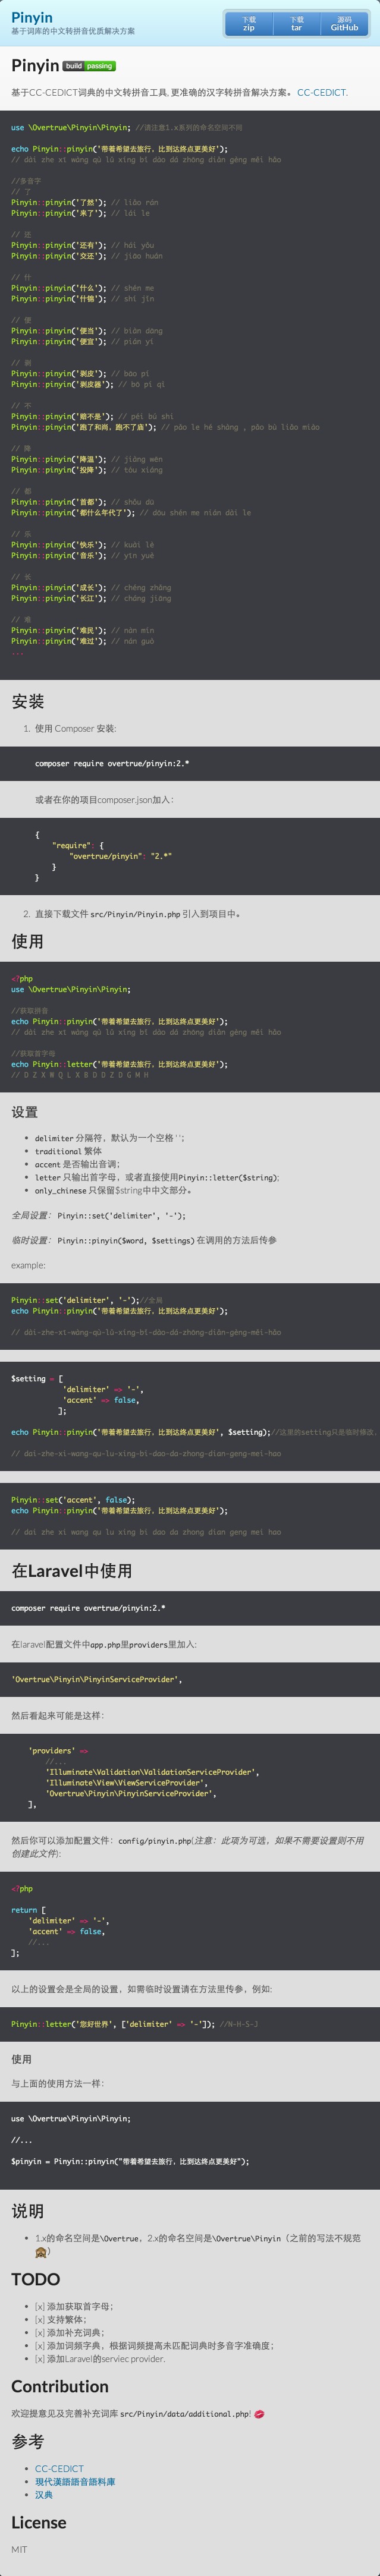 Pinyin
基于词库的中文转拼音优质解决方案
下载
zip
下载
tar
源码
GitHub
Pinyin build passing
基于CC-CEDICT词典的中文转拼音工具, 更准确的汉字转拼音解决方案。 CC-CEDICT.
use \Overtrue\Pinyin\Pinyin; //请注意1.x系列的命名空间不同
echo Pinyin::pinyin('带着希望去旅行，比到达终点更美好');
// dài zhe xī wàng qù lǚ xíng bǐ dào dá zhōng diǎn gèng měi hǎo
//多音字
// 了
Pinyin::pinyin('了然'); // liǎo rán
Pinyin::pinyin('来了'); // lái le
// 还
Pinyin::pinyin('还有'); // hái yǒu
Pinyin::pinyin('交还'); // jiāo huán
// 什
Pinyin::pinyin('什么'); // shén me
Pinyin::pinyin('什锦'); // shí jǐn
// 便
Pinyin::pinyin('便当'); // biàn dāng
Pinyin::pinyin('便宜'); // pián yí
// 剥
Pinyin::pinyin('剥皮'); // bāo pí
Pinyin::pinyin('剥皮器'); // bō pí qì
// 不
Pinyin::pinyin('赔不是'); // péi bú shi
Pinyin::pinyin('跑了和尚，跑不了庙'); // pǎo le hé shàng , pǎo bù liǎo miào
// 降
Pinyin::pinyin('降温'); // jiàng wēn
Pinyin::pinyin('投降'); // tóu xiáng
// 都
Pinyin::pinyin('首都'); // shǒu dū
Pinyin::pinyin('都什么年代了'); // dōu shén me nián dài le
// 乐
Pinyin::pinyin('快乐'); // kuài lè
Pinyin::pinyin('音乐'); // yīn yuè
// 长
Pinyin::pinyin('成长'); // chéng zhǎng
Pinyin::pinyin('长江'); // cháng jiāng
// 难
Pinyin::pinyin('难民'); // nàn mín
Pinyin::pinyin('难过'); // nán guò
...
安装
1. 使用 Composer 安装:
composer require overtrue/pinyin:2.*
或者在你的项目composer.json加入：
{
"require": {
"overtrue/pinyin": "2.*"
}
}
2. 直接下载文件 src/Pinyin/Pinyin.php 引入到项目中。
使用
<?php
use \Overtrue\Pinyin\Pinyin;
//获取拼音
echo Pinyin::pinyin('带着希望去旅行，比到达终点更美好');
// dài zhe xī wàng qù lǚ xíng bǐ dào dá zhōng diǎn gèng měi hǎo
//获取首字母
echo Pinyin::letter('带着希望去旅行，比到达终点更美好');
// D Z X W Q L X B D D Z D G M H
设置
• delimiter 分隔符，默认为一个空格 ' '；
• traditional 繁体
• accent 是否输出音调；
• letter 只输出首字母，或者直接使用Pinyin::letter($string);
• only_chinese 只保留$string中中文部分。
全局设置： Pinyin::set('delimiter', '-');
临时设置： Pinyin::pinyin($word, $settings) 在调用的方法后传参
example:
Pinyin::set('delimiter', '-');//全局
echo Pinyin::pinyin('带着希望去旅行，比到达终点更美好');
// dài-zhe-xī-wàng-qù-lǚ-xíng-bǐ-dào-dá-zhōng-diǎn-gèng-měi-hǎo
$setting = [
'delimiter' => '-',
'accent' => false,
];
echo Pinyin::pinyin('带着希望去旅行，比到达终点更美好', $setting);//这里的setting只是临时修改，
// dai-zhe-xi-wang-qu-lu-xing-bi-dao-da-zhong-dian-geng-mei-hao
Pinyin::set('accent', false);
echo Pinyin::pinyin('带着希望去旅行，比到达终点更美好');
// dai zhe xi wang qu lu xing bi dao da zhong dian geng mei hao
在Laravel中使用
composer require overtrue/pinyin:2.*
在laravel配置文件中app.php里providers里加入:
'Overtrue\Pinyin\PinyinServiceProvider',
然后看起来可能是这样：
'providers' =>
//...
'Illuminate\Validation\ValidationServiceProvider',
'Illuminate\View\ViewServiceProvider',
'Overtrue\Pinyin\PinyinServiceProvider',
],
然后你可以添加配置文件：config/pinyin.php(注意：此项为可选，如果不需要设置则不用
创建此文件):
<?php
return [
'delimiter' => '-',
'accent' => false,
//...
];
以上的设置会是全局的设置，如需临时设置请在方法里传参，例如:
Pinyin::letter('您好世界', ['delimiter' => '-']); //N-H-S-J
使用
与上面的使用方法一样：
use \Overtrue\Pinyin\Pinyin;
//...
$pinyin = Pinyin::pinyin("带着希望去旅行，比到达终点更美好");
说明
• 1.x的命名空间是\Overtrue，2.x的命名空间是\Overtrue\Pinyin（之前的写法不规范
🙈）
TODO
• [x] 添加获取首字母；
• [x] 支持繁体；
• [x] 添加补充词典；
• [x] 添加词频字典，根据词频提高未匹配词典时多音字准确度；
• [x] 添加Laravel的serviec provider.
Contribution
欢迎提意见及完善补充词库 src/Pinyin/data/additional.php! 💋
参考
• CC-CEDICT
• 現代漢語語音語料庫
• 汉典
License
MIT